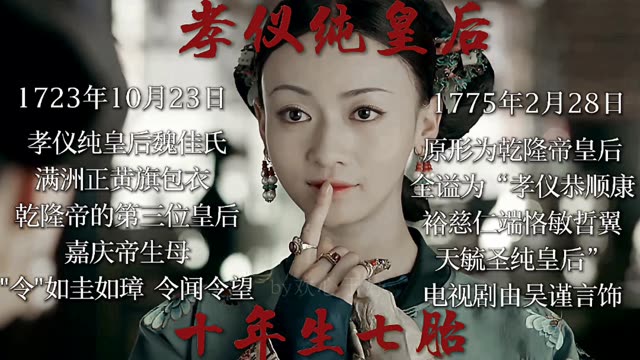 孝仪纯皇后
1723年10月23日
孝仪纯皇后魏佳氏
满洲正黄旗包衣
乾隆帝的第三位皇后
嘉庆帝生母
"令"如圭如璋 令闻令望
1775年2月28日
原形为乾隆帝皇后
全谥为“孝仪恭顺康
裕慈仁端恪敏哲翼
天毓圣纯皇后”
电视剧由吴谨言饰
十年生七胎